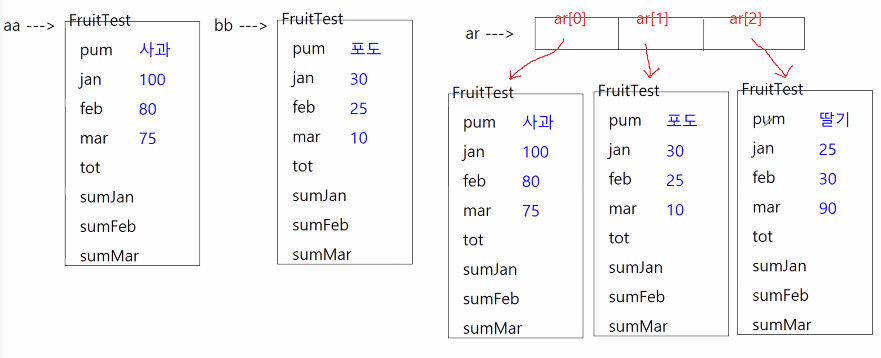 aa --->
FruitTest
pum 사과
jan 100
feb 80
mar 75
tot
sumJan
sumFeb
sumMar
bb --->
FruitTest
pum 포도
jan 30
feb 25
mar 10
tot
sumJan
sumFeb
sumMar
ar --->
ar[0] ar[1] ar[2]
FruitTest
pum 사과
jan 100
feb 80
mar 75
tot
sumJan
sumFeb
sumMar
FruitTest
pum 포도
jan 30
feb 25
mar 10
tot
sumJan
sumFeb
sumMar
FruitTest
pum 딸기
jan 25
feb 30
mar 90
tot
sumJan
sumFeb
sumMar